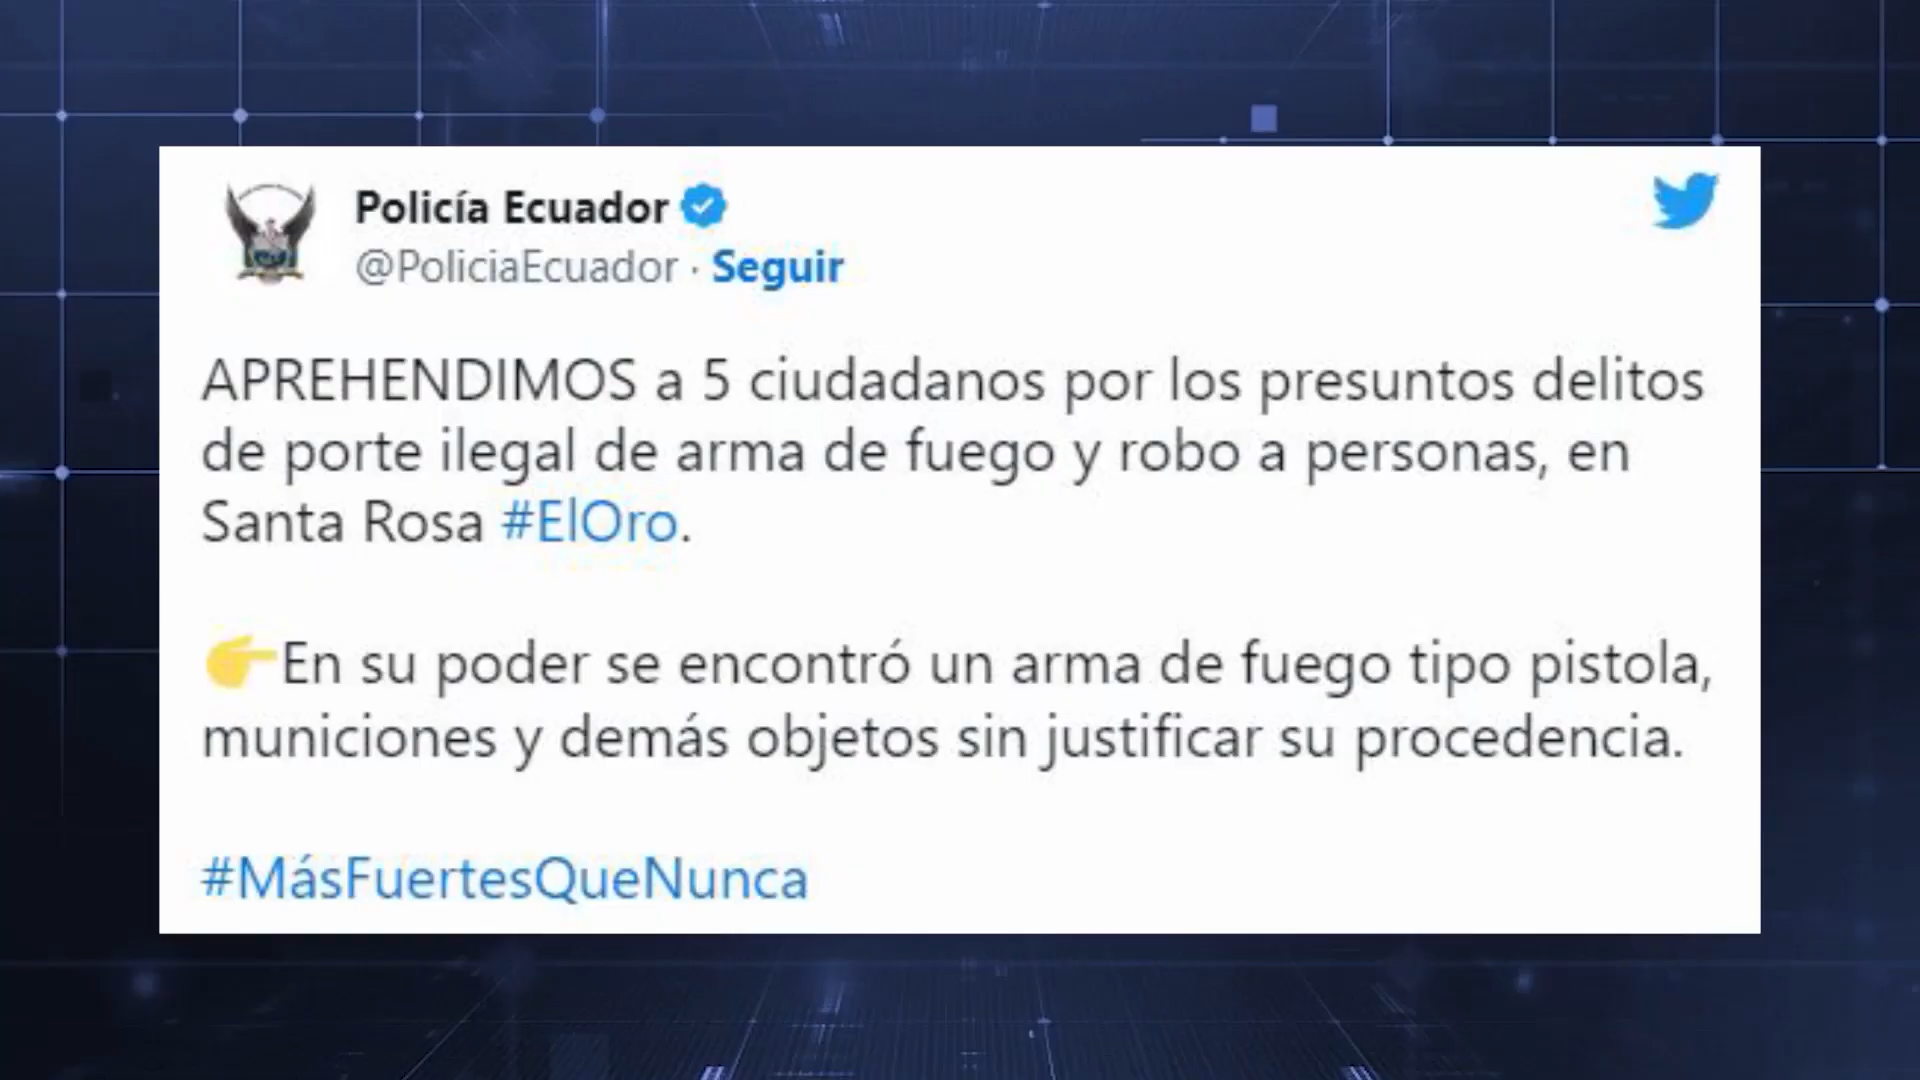 Policía Ecuador
@PoliciaEcuador · Seguir
APREHENDIMOS a 5 ciudadanos por los presuntos delitos
de porte ilegal de arma de fuego y robo a personas, en
Santa Rosa #ElOro.
👉En su poder se encontró un arma de fuego tipo pistola,
municiones y demás objetos sin justificar su procedencia.
#MásFuertesQueNunca